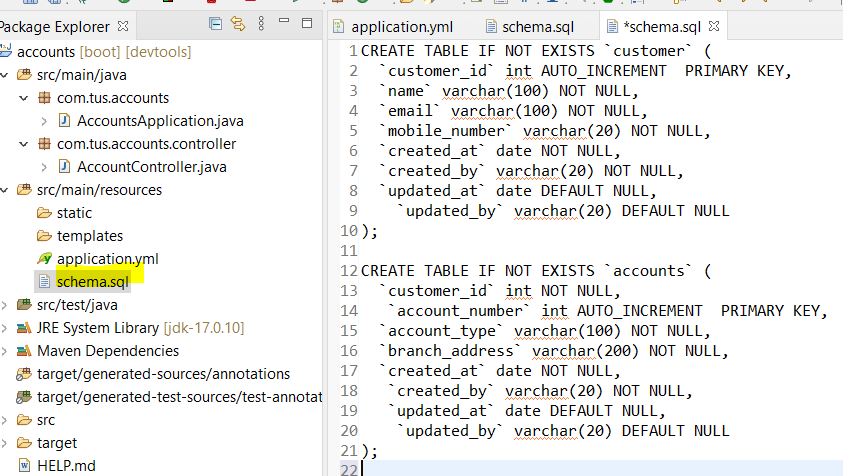 Package Explorer
accounts [boot] [devtools]
src/main/java
com.tus.accounts
AccountsApplication.java
com.tus.accounts.controller
AccountController.java
src/main/resources
static
templates
application.yml
schema.sql
src/test/java
JRE System Library [jdk-17.0.10]
Maven Dependencies
target/generated-sources/annotations
target/generated-test-sources/test-annotat
src
target
HELP.md
application.yml schema.sql *schema.sql
1 CREATE TABLE IF NOT EXISTS `customer` (
2 `customer_id` int AUTO_INCREMENT  PRIMARY KEY,
3 `name` varchar(100) NOT NULL,
4 `email` varchar(100) NOT NULL,
5 `mobile_number` varchar(20) NOT NULL,
6 `created_at` date NOT NULL,
7 `created_by` varchar(20) NOT NULL,
8 `updated_at` date DEFAULT NULL,
9 `updated_by` varchar(20) DEFAULT NULL
10 );
11
12 CREATE TABLE IF NOT EXISTS `accounts` (
13 `customer_id` int NOT NULL,
14 `account_number` int AUTO_INCREMENT  PRIMARY KEY,
15 `account_type` varchar(100) NOT NULL,
16 `branch_address` varchar(200) NOT NULL,
17 `created_at` date NOT NULL,
18 `created_by` varchar(20) NOT NULL,
19 `updated_at` date DEFAULT NULL,
20 `updated_by` varchar(20) DEFAULT NULL
21 );
22